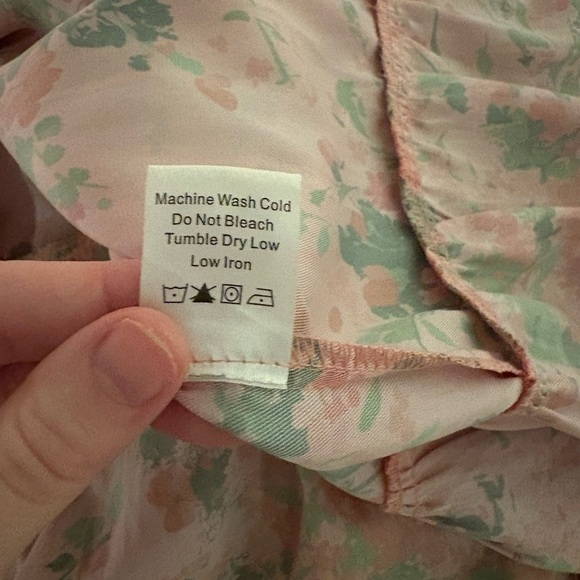 Machine Wash Cold
Do Not Bleach
Tumble Dry Low
Low Iron